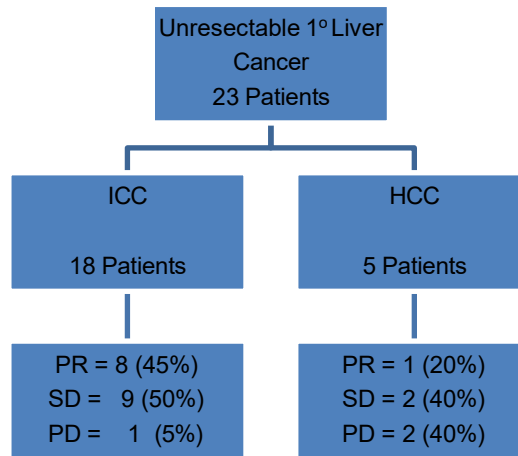 Unresectable 1º Liver
Cancer
23 Patients
ICC
18 Patients
HCC
5 Patients
PR = 8 (45%)
SD = 9 (50%)
PD = 1 (5%)
PR = 1 (20%)
SD = 2 (40%)
PD = 2 (40%)